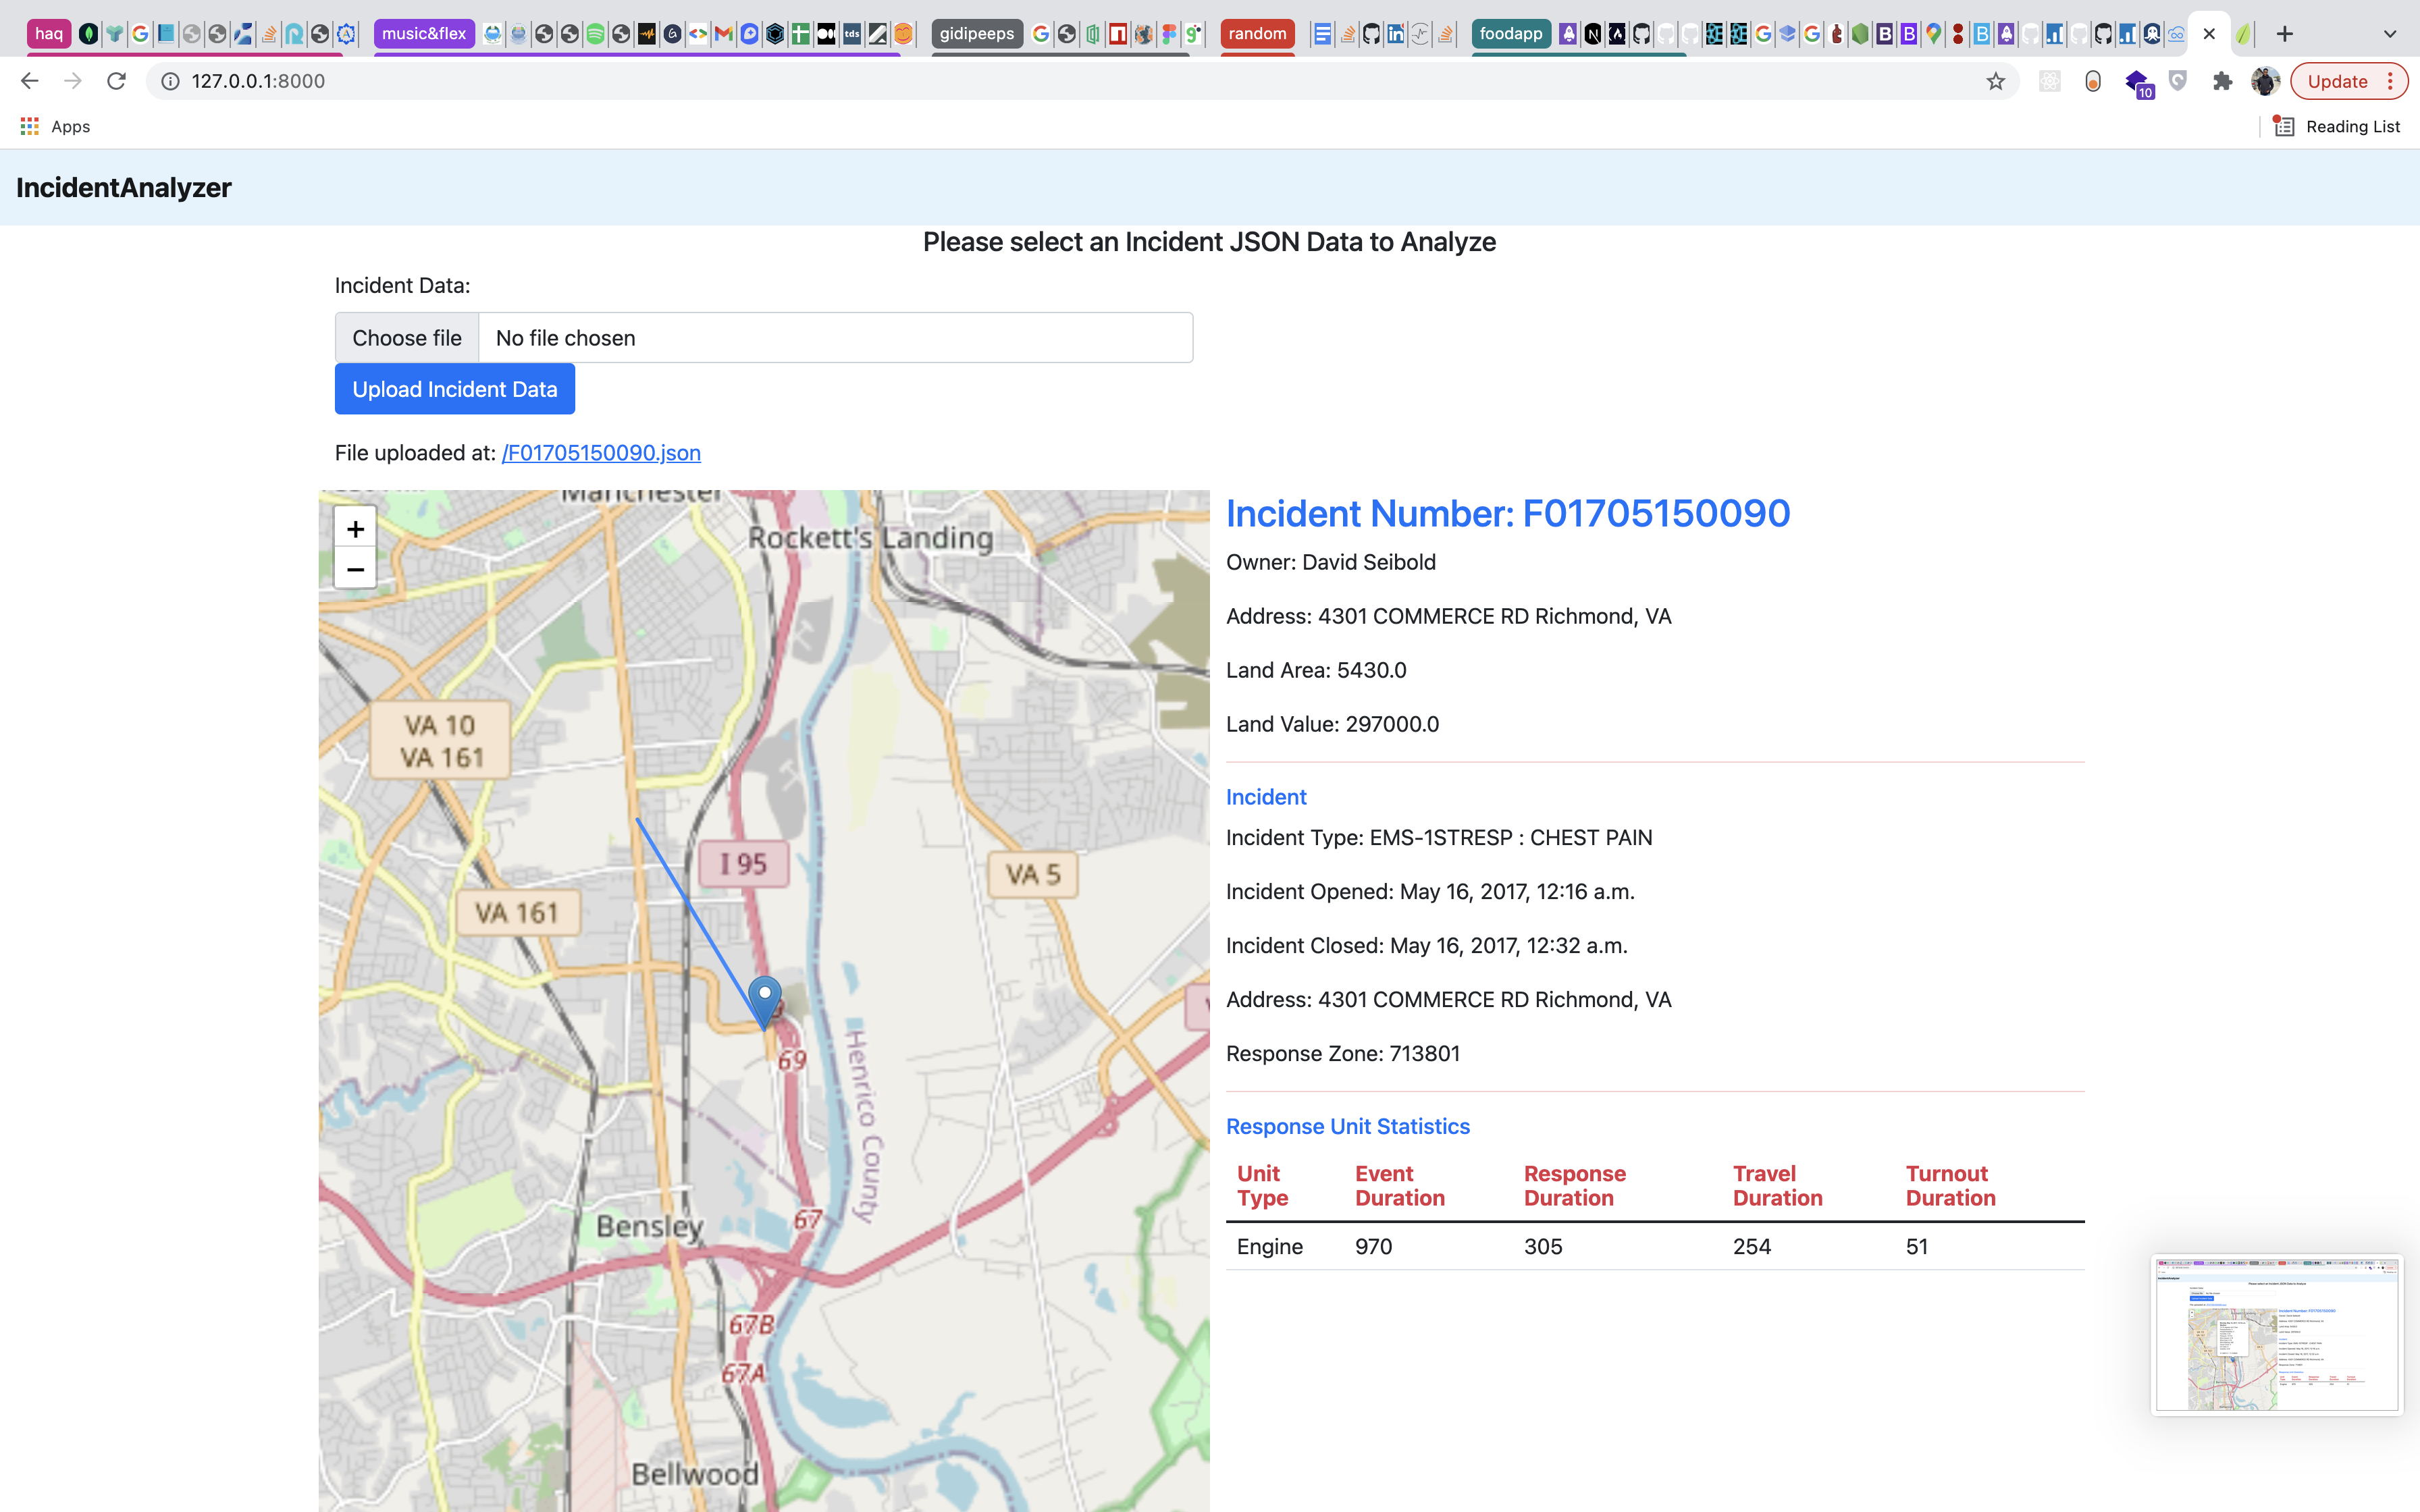 haq
music&flex
tds
gidipeeps
random
foodapp
127.0.0.1:8000
10
Update
Apps
Reading List
IncidentAnalyzer
Please select an Incident JSON Data to Analyze
Incident Data:
Choose file No file chosen
Upload Incident Data
File uploaded at: /F01705150090.json
Manchester
Rockett's Landing
+
−
VA 10
VA 161
I 95
VA 5
VA 161
69
Henrico County
67
Bensley
67B
67A
Bellwood
Incident Number: F01705150090
Owner: David Seibold
Address: 4301 COMMERCE RD Richmond, VA
Land Area: 5430.0
Land Value: 297000.0
Incident
Incident Type: EMS-1STRESP : CHEST PAIN
Incident Opened: May 16, 2017, 12:16 a.m.
Incident Closed: May 16, 2017, 12:32 a.m.
Address: 4301 COMMERCE RD Richmond, VA
Response Zone: 713801
Response Unit Statistics
Unit Type Event Duration Response Duration Travel Duration Turnout Duration
Engine 970 305 254 51